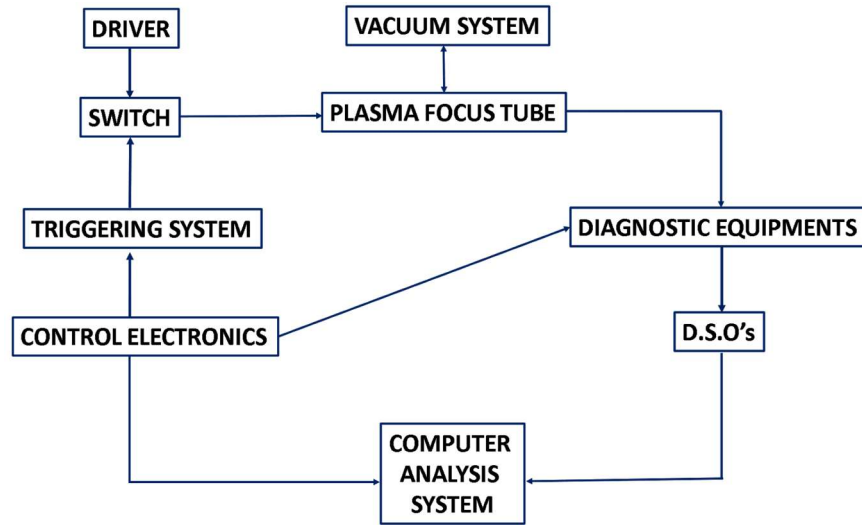 DRIVER
VACUUM SYSTEM
SWITCH
PLASMA FOCUS TUBE
TRIGGERING SYSTEM
DIAGNOSTIC EQUIPMENTS
CONTROL ELECTRONICS
D.S.O's
COMPUTER
ANALYSIS
SYSTEM